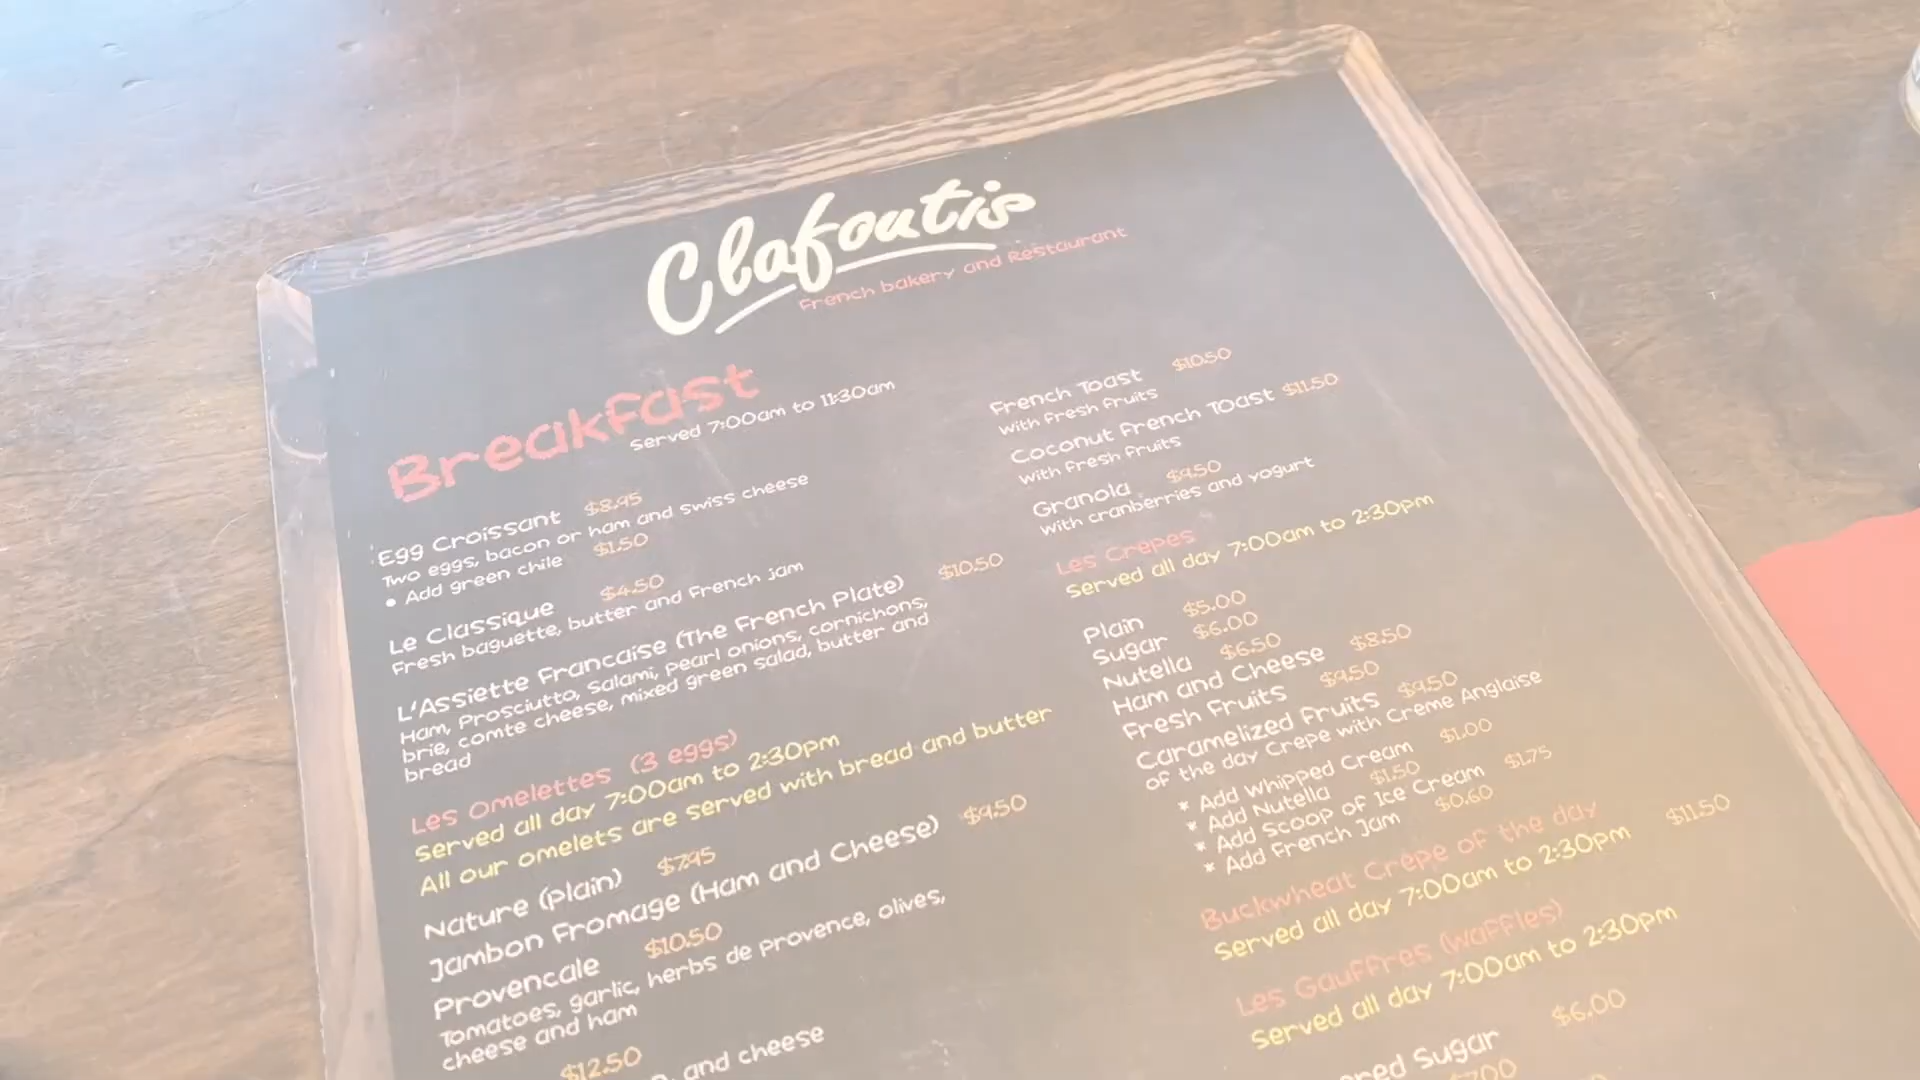 Clafoutis
French bakery and Restaurant
Breakfast
Served 7:00am to 11:30am
Egg Croissant $8.95
Two eggs, bacon or ham and swiss cheese
• Add green chile $1.50
Le Classique $4.50
Fresh baguette, butter and French jam
L'Assiette Francaise (The French Plate) $10.50
Ham, Prosciutto, Salami, pearl onions, cornichons,
brie, comte cheese, mixed green salad, butter and
bread
Les Omelettes (3 eggs)
Served all day 7:00am to 2:30pm
All our omelets are served with bread and butter
Nature (plain) $7.95
Jambon Fromage (Ham and Cheese) $9.50
Provencale $10.50
Tomatoes, garlic, herbs de provence, olives,
cheese and ham
$12.50
and cheese
French Toast $10.50
with fresh fruits
Coconut French Toast $11.50
with fresh fruits
Granola $9.50
with cranberries and yogurt
Les Crepes
Served all day 7:00am to 2:30pm
Plain $5.00
Sugar $6.00
Nutella $6.50
Ham and Cheese $8.50
Fresh Fruits $9.50
Caramelized Fruits $9.50
of the day Crepe with Creme Anglaise
* Add Whipped Cream $1.00
* Add Nutella $1.50
* Add Scoop of Ice Cream $1.75
* Add French Jam $0.60
Buckwheat Crêpe of the day $11.50
Served all day 7:00am to 2:30pm
Les Gauffres (waffles)
Served all day 7:00am to 2:30pm
Sugar $6.00
$7.00